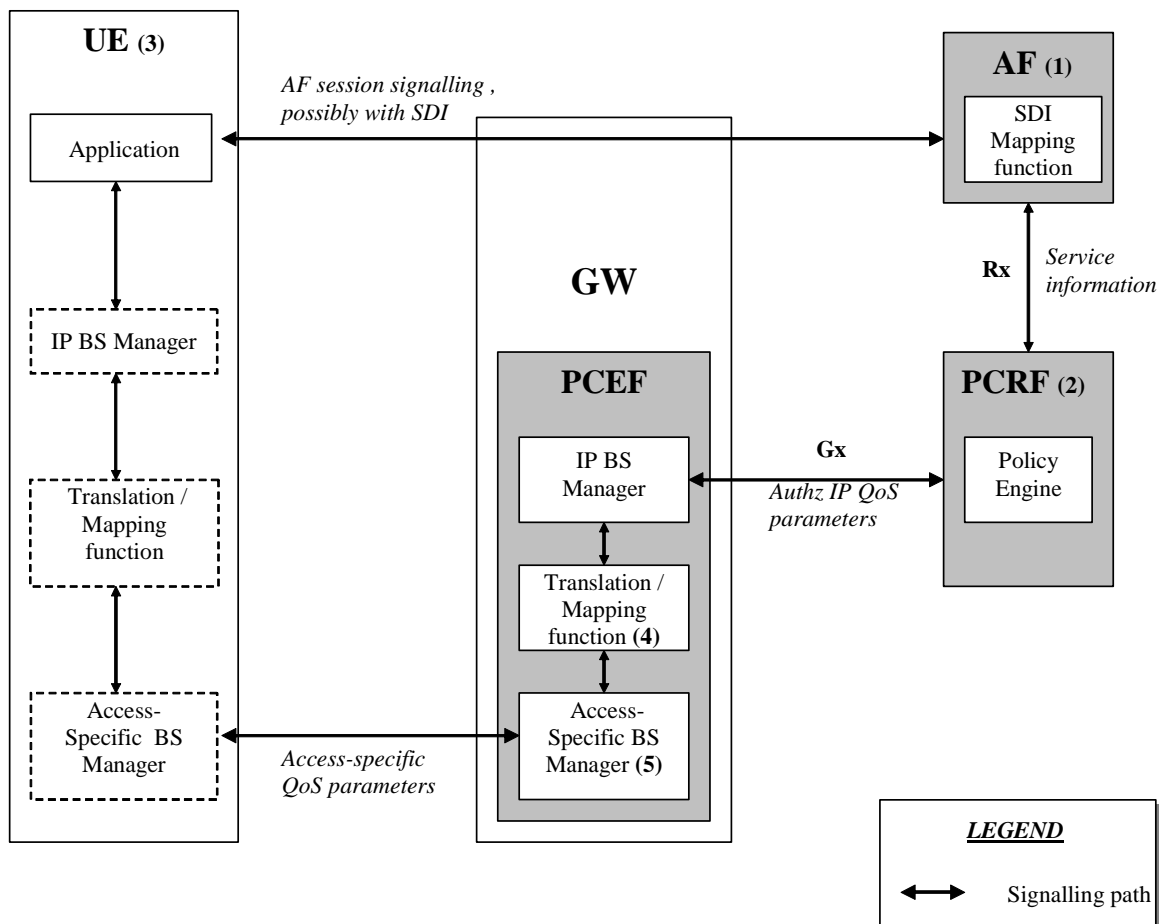 UE (3)
Application
IP BS Manager
Translation /
Mapping
function
Access-
Specific BS
Manager
AF session signalling ,
possibly with SDI
Access-specific
QoS parameters
GW
PCEF
IP BS
Manager
Translation /
Mapping
function (4)
Access-
Specific BS
Manager (5)
Gx
Authz IP QoS
parameters
AF (1)
SDI
Mapping
function
Rx
Service
information
PCRF (2)
Policy
Engine
LEGEND
Signalling path